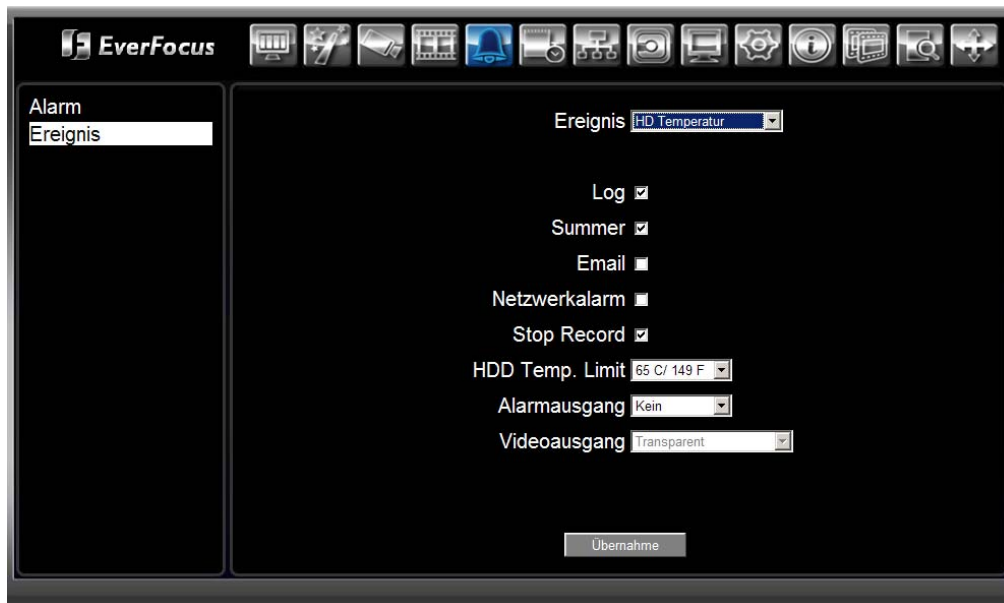 EverFocus
Alarm
Ereignis
Ereignis HD Temperatur
Log
Summer
Email
Netzwerkalarm
Stop Record
HDD Temp. Limit 65 C/ 149 F
Alarmausgang Kein
Videoausgang Transparent
Übernahme